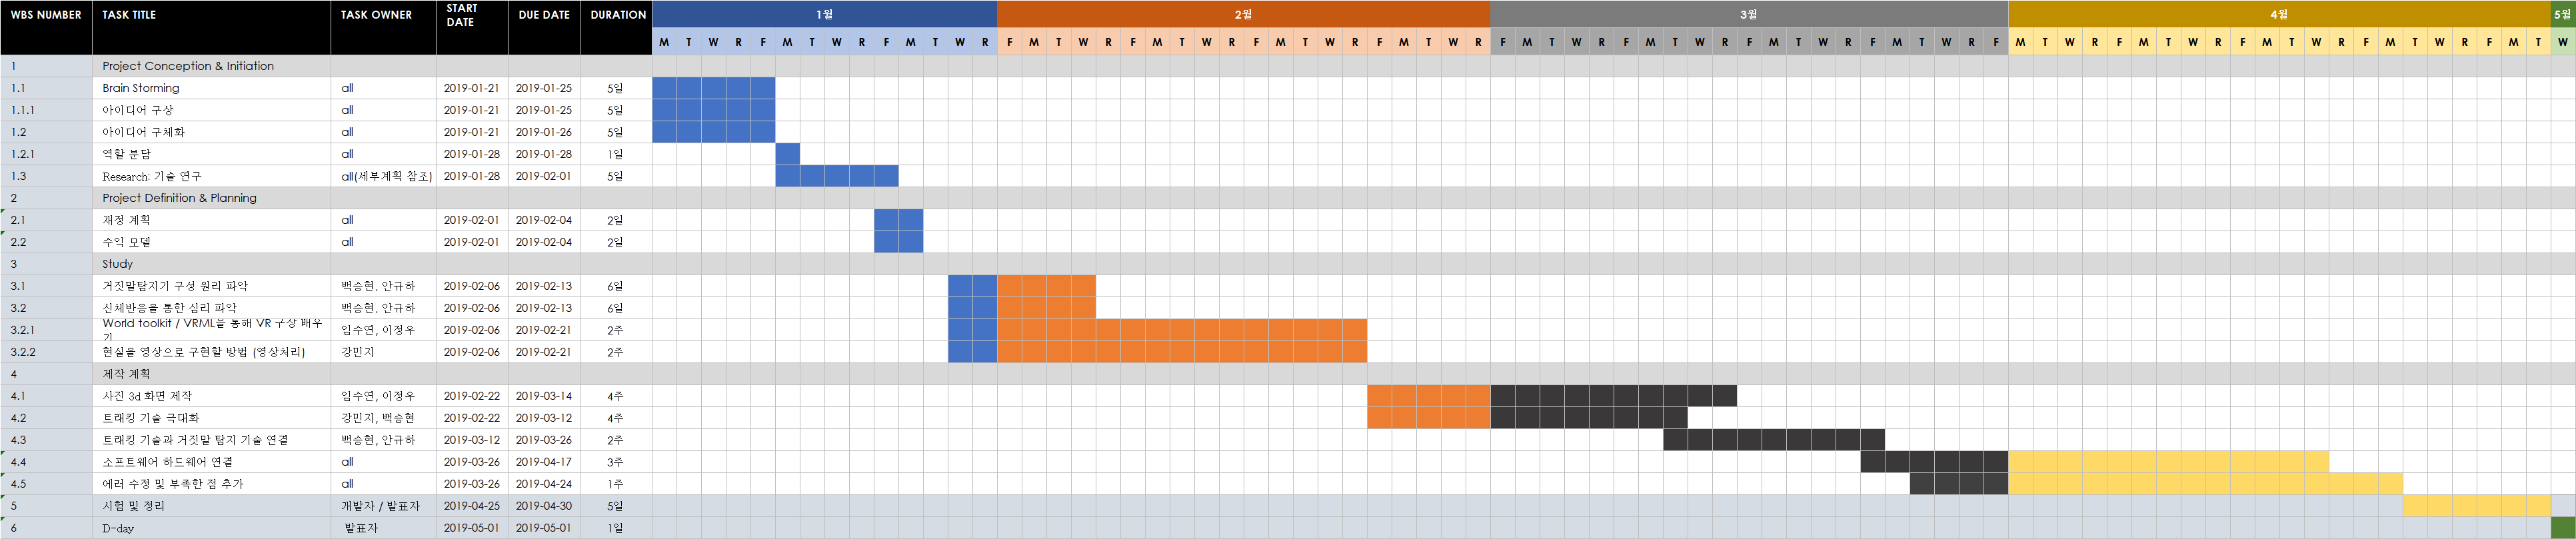 WBS NUMBER TASK TITLE TASK OWNER START DATE DUE DATE DURATION 1월 2월 3월 4월 5월
M T W R F M T W R F M T W R F M T W R F M T W R F M T W R F M T W R F M T W R F M T W R F M T W R F M T W R F M T W R F M T W R F M T W R F M T W R F M T W
1 Project Conception & Initiation
1.1 Brain Storming all 2019-01-21 2019-01-25 5일
1.1.1 아이디어 구상 all 2019-01-21 2019-01-25 5일
1.2 아이디어 구체화 all 2019-01-21 2019-01-26 5일
1.2.1 역할 분담 all 2019-01-28 2019-01-28 1일
1.3 Research: 기술 연구 all(세부계획 참조) 2019-01-28 2019-02-01 5일
2 Project Definition & Planning
2.1 재정 계획 all 2019-02-01 2019-02-04 2일
2.2 수익 모델 all 2019-02-01 2019-02-04 2일
3 Study
3.1 거짓말탐지기 구성 원리 파악 백승현, 안규하 2019-02-06 2019-02-13 6일
3.2 신체반응을 통한 심리 파악 백승현, 안규하 2019-02-06 2019-02-13 6일
3.2.1 World toolkit / VRML을 통해 VR 구상 배우기 임수연, 이정우 2019-02-06 2019-02-21 2주
3.2.2 현실을 영상으로 구현할 방법 (영상처리) 강민지 2019-02-06 2019-02-21 2주
4 제작 계획
4.1 사진 3d 화면 제작 임수연, 이정우 2019-02-22 2019-03-14 4주
4.2 트래킹 기술 극대화 강민지, 백승현 2019-02-22 2019-03-12 4주
4.3 트래킹 기술과 거짓말 탐지 기술 연결 백승현, 안규하 2019-03-12 2019-03-26 2주
4.4 소프트웨어 하드웨어 연결 all 2019-03-26 2019-04-17 3주
4.5 에러 수정 및 부족한 점 추가 all 2019-03-26 2019-04-24 1주
5 시험 및 정리 개발자 / 발표자 2019-04-25 2019-04-30 5일
6 D-day 발표자 2019-05-01 2019-05-01 1일